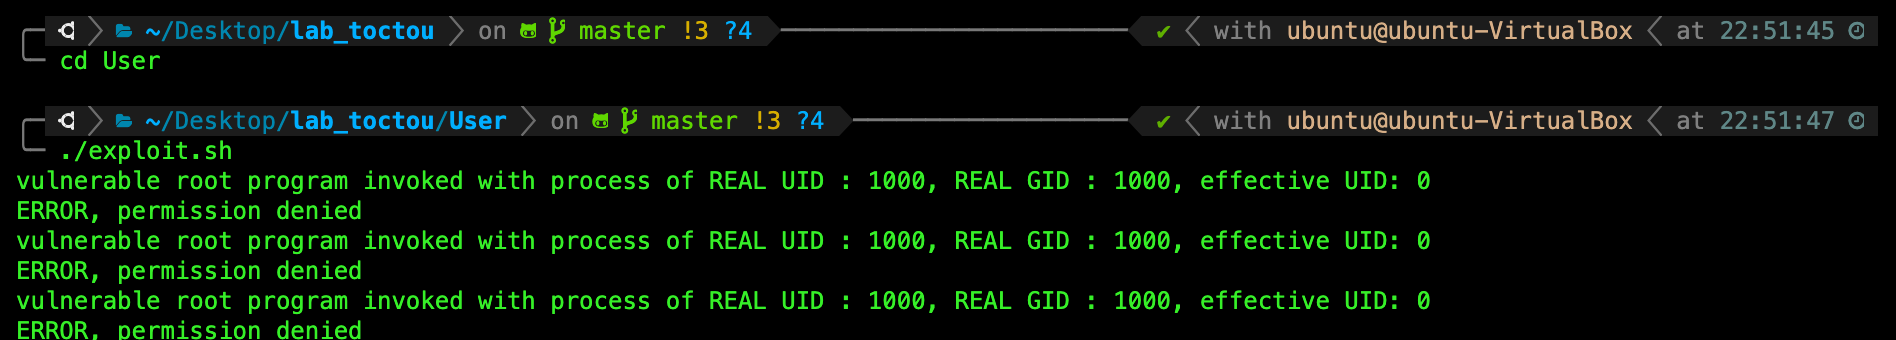 ~/Desktop/lab_toctou on master !3 ?4 ✔ with ubuntu@ubuntu-VirtualBox at 22:51:45
cd User
~/Desktop/lab_toctou/User on master !3 ?4 ✔ with ubuntu@ubuntu-VirtualBox at 22:51:47
./exploit.sh
vulnerable root program invoked with process of REAL UID : 1000, REAL GID : 1000, effective UID: 0
ERROR, permission denied
vulnerable root program invoked with process of REAL UID : 1000, REAL GID : 1000, effective UID: 0
ERROR, permission denied
vulnerable root program invoked with process of REAL UID : 1000, REAL GID : 1000, effective UID: 0
ERROR, permission denied